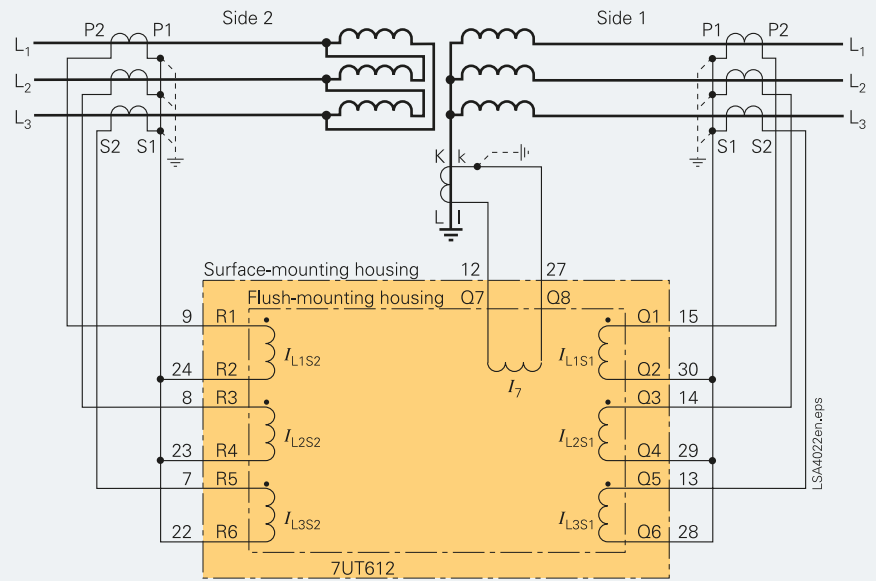 Side 2 Side 1
P2 P1 P1 P2
L1 L1
L2 L2
L3 L3
S2 S1 S1 S2
K k
L l
Surface-mounting housing 12 27
Flush-mounting housing Q7 Q8
9 R1 Q1 15
IL1S2 I7 IL1S1
24 R2 Q2 30
8 R3 Q3 14
IL2S2 IL2S1
23 R4 Q4 29
7 R5 Q5 13
IL3S2 IL3S1
22 R6 Q6 28
7UT612
LSA4022en.eps